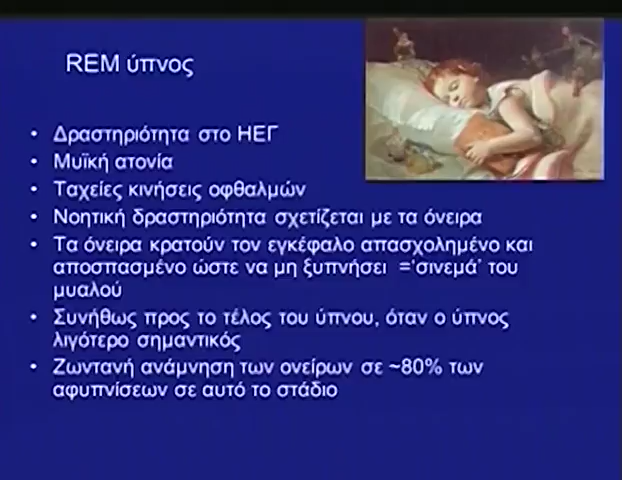 REM ύπνος
• Δραστηριότητα στο ΗΕΓ
• Μυϊκή ατονία
• Ταχείες κινήσεις οφθαλμών
• Νοητική δραστηριότητα σχετίζεται με τα όνειρα
• Τα όνειρα κρατούν τον εγκέφαλο απασχολημένο και
αποσπασμένο ώστε να μη ξυπνήσει =‘σινεμά’ του
μυαλού
• Συνήθως προς το τέλος του ύπνου, όταν ο ύπνος
λιγότερο σημαντικός
• Ζωντανή ανάμνηση των ονείρων σε ~80% των
αφυπνίσεων σε αυτό το στάδιο